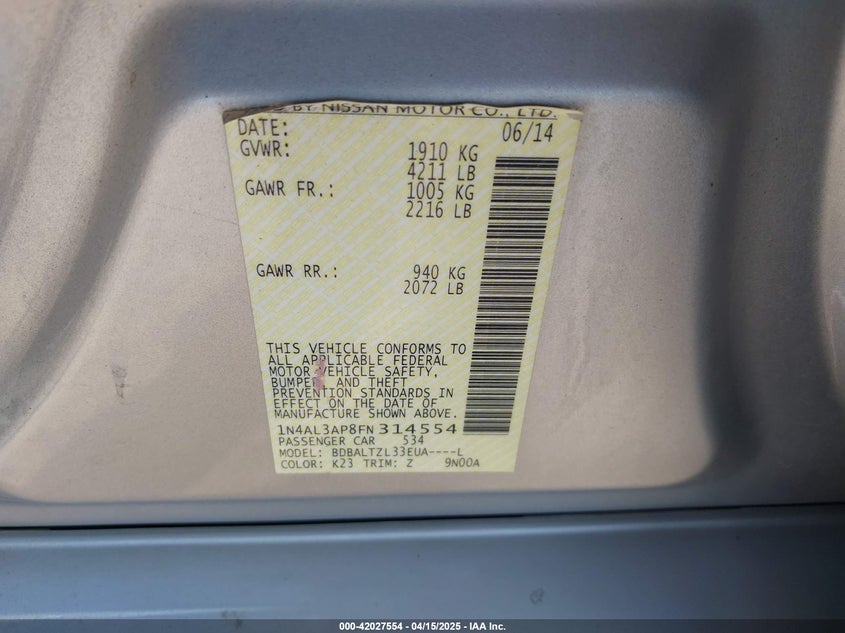 BY NISSAN MOTOR CO., LTD.
DATE: 06/14
GVWR: 1910 KG
4211 LB
GAWR FR.: 1005 KG
2216 LB
GAWR RR.: 940 KG
2072 LB
THIS VEHICLE CONFORMS TO
ALL APPLICABLE FEDERAL
MOTOR VEHICLE SAFETY,
BUMPER, AND THEFT
PREVENTION STANDARDS IN
EFFECT ON THE DATE OF
MANUFACTURE SHOWN ABOVE.
1N4AL3AP8FN314554
PASSENGER CAR 534
MODEL: BDBALTZL33EUA----L
COLOR: K23 TRIM: Z 9N00A
000-42027554 - 04/15/2025 - IAA Inc.